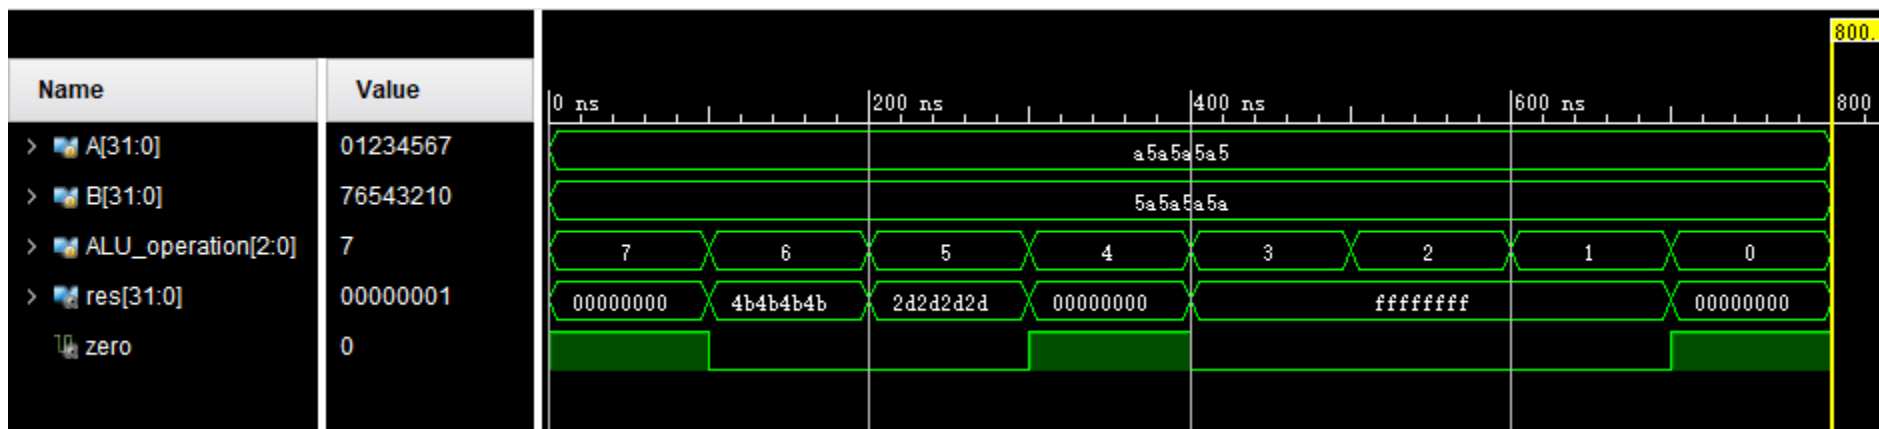 800.
Name Value 0 ns 200 ns 400 ns 600 ns 800
A[31:0] 01234567 a5a5a5a5
B[31:0] 76543210 5a5a5a5a
ALU_operation[2:0] 7 7 6 5 4 3 2 1 0
res[31:0] 00000001 00000000 4b4b4b4b 2d2d2d2d 00000000 ffffffff 00000000
zero 0